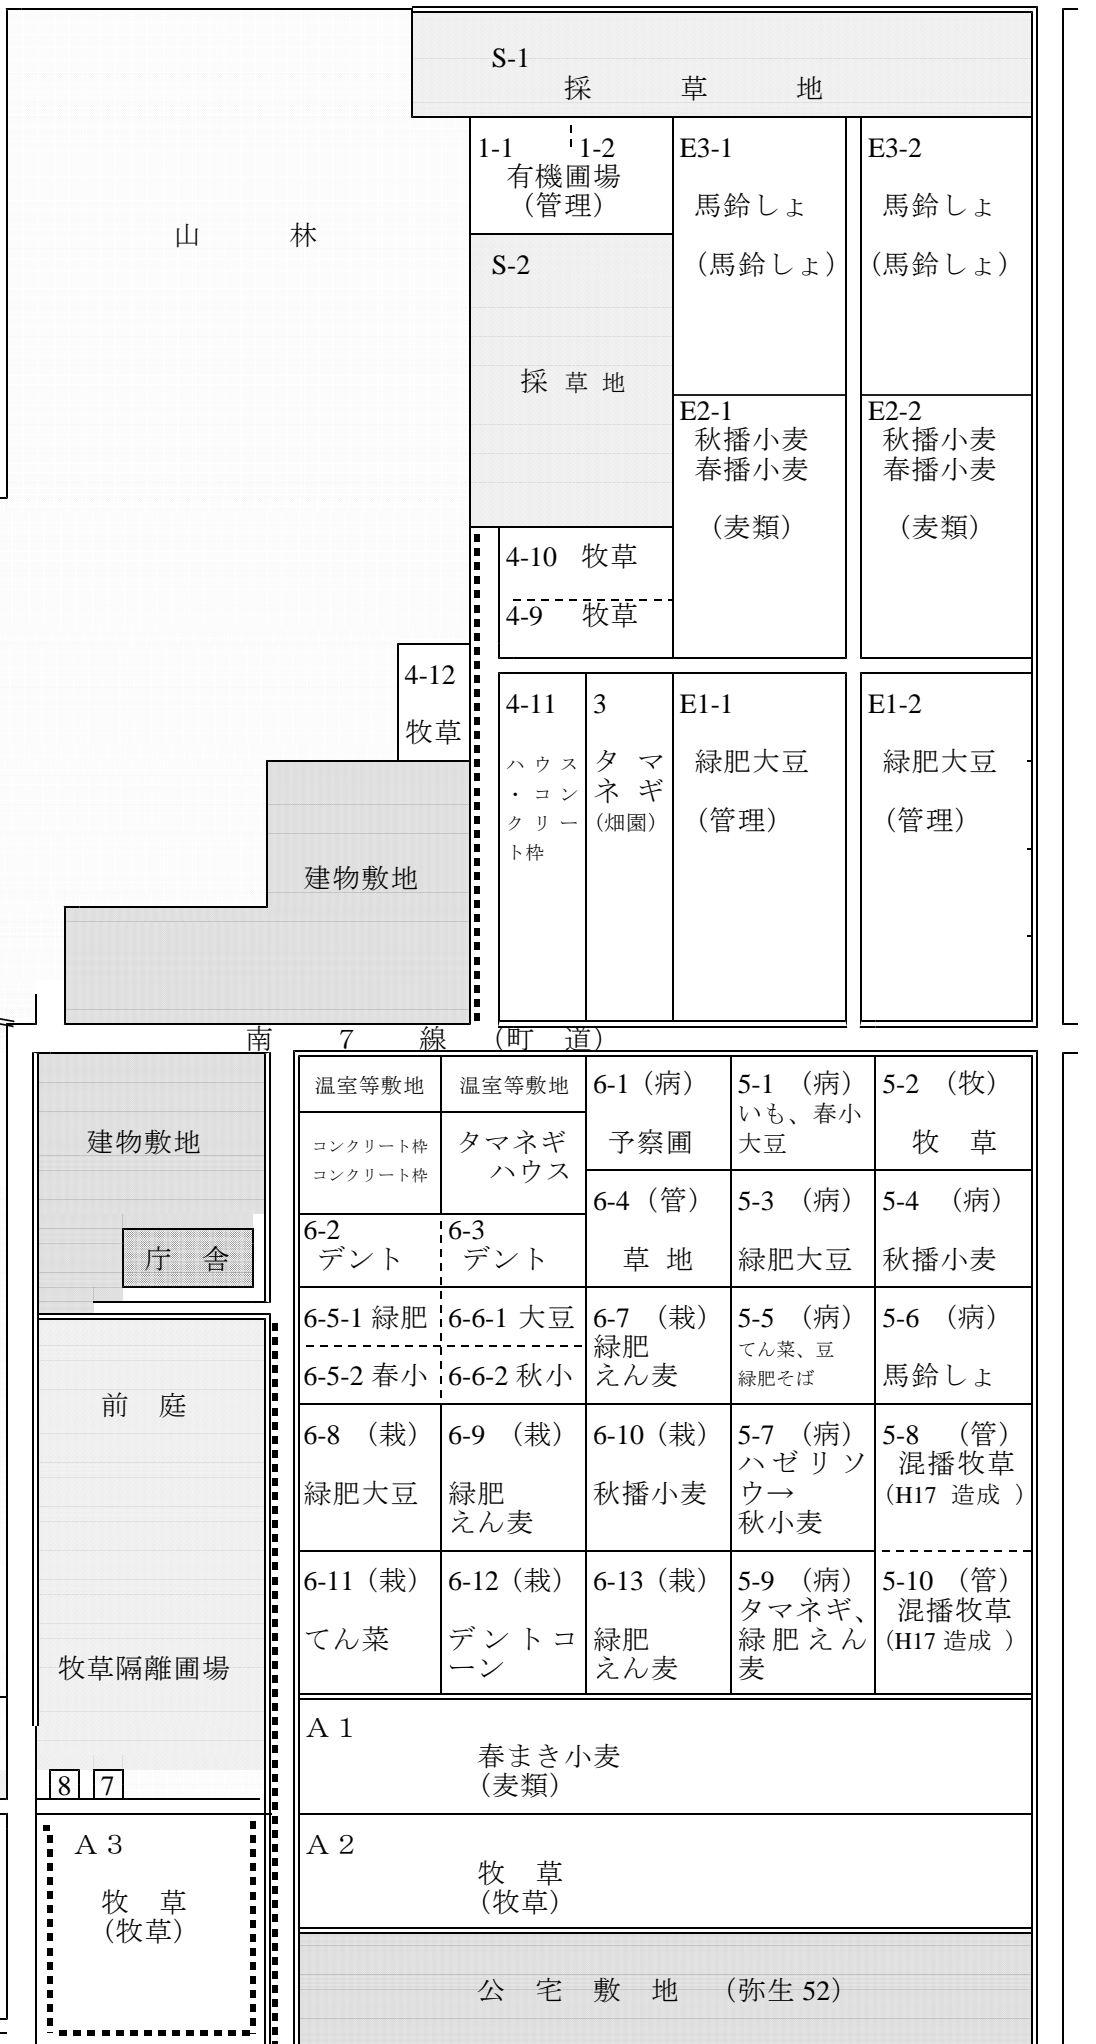 S-1
採 草 地
1-1 1-2
有機圃場
（管理）
E3-1
馬鈴しょ
（馬鈴しょ）
E3-2
馬鈴しょ
（馬鈴しょ）
山 林
S-2
採 草 地
E2-1
秋播小麦
春播小麦
（麦類）
E2-2
秋播小麦
春播小麦
（麦類）
4-10 牧草
4-9 牧草
4-12
牧草
4-11
ハウス
・コン
クリー
ト枠
3
タマ
ネギ
（畑園）
E1-1
緑肥大豆
（管理）
E1-2
緑肥大豆
（管理）
建物敷地
南 7 線 （町 道）
建物敷地
庁 舎
温室等敷地
温室等敷地
6-1（病）
予察圃
5-1 （病）
いも、春小
大豆
5-2 （牧）
牧 草
コンクリート枠
コンクリート枠
タマネギ
ハウス
6-2
デント
6-3
デント
6-4（管）
草 地
5-3 （病）
緑肥大豆
5-4 （病）
秋播小麦
6-5-1 緑肥
6-5-2 春小
6-6-1 大豆
6-6-2 秋小
6-7 （栽）
緑肥
えん麦
5-5 （病）
てん菜、豆
緑肥そば
5-6 （病）
馬鈴しょ
前 庭
6-8 （栽）
緑肥大豆
6-9 （栽）
緑肥
えん麦
6-10（栽）
秋播小麦
5-7 （病）
ハゼリソ
ウ→
秋小麦
5-8 （管）
混播牧草
（H17 造成 ）
6-11（栽）
てん菜
6-12（栽）
デントコ
ーン
6-13（栽）
緑肥
えん麦
5-9 （病）
タマネギ、
緑肥えん
麦
5-10 （管）
混播牧草
（H17 造成 ）
牧草隔離圃場
8 7
Ａ１
春まき小麦
（麦類）
Ａ２
牧 草
（牧草）
Ａ３
牧 草
（牧草）
公 宅 敷 地 （弥生 52）